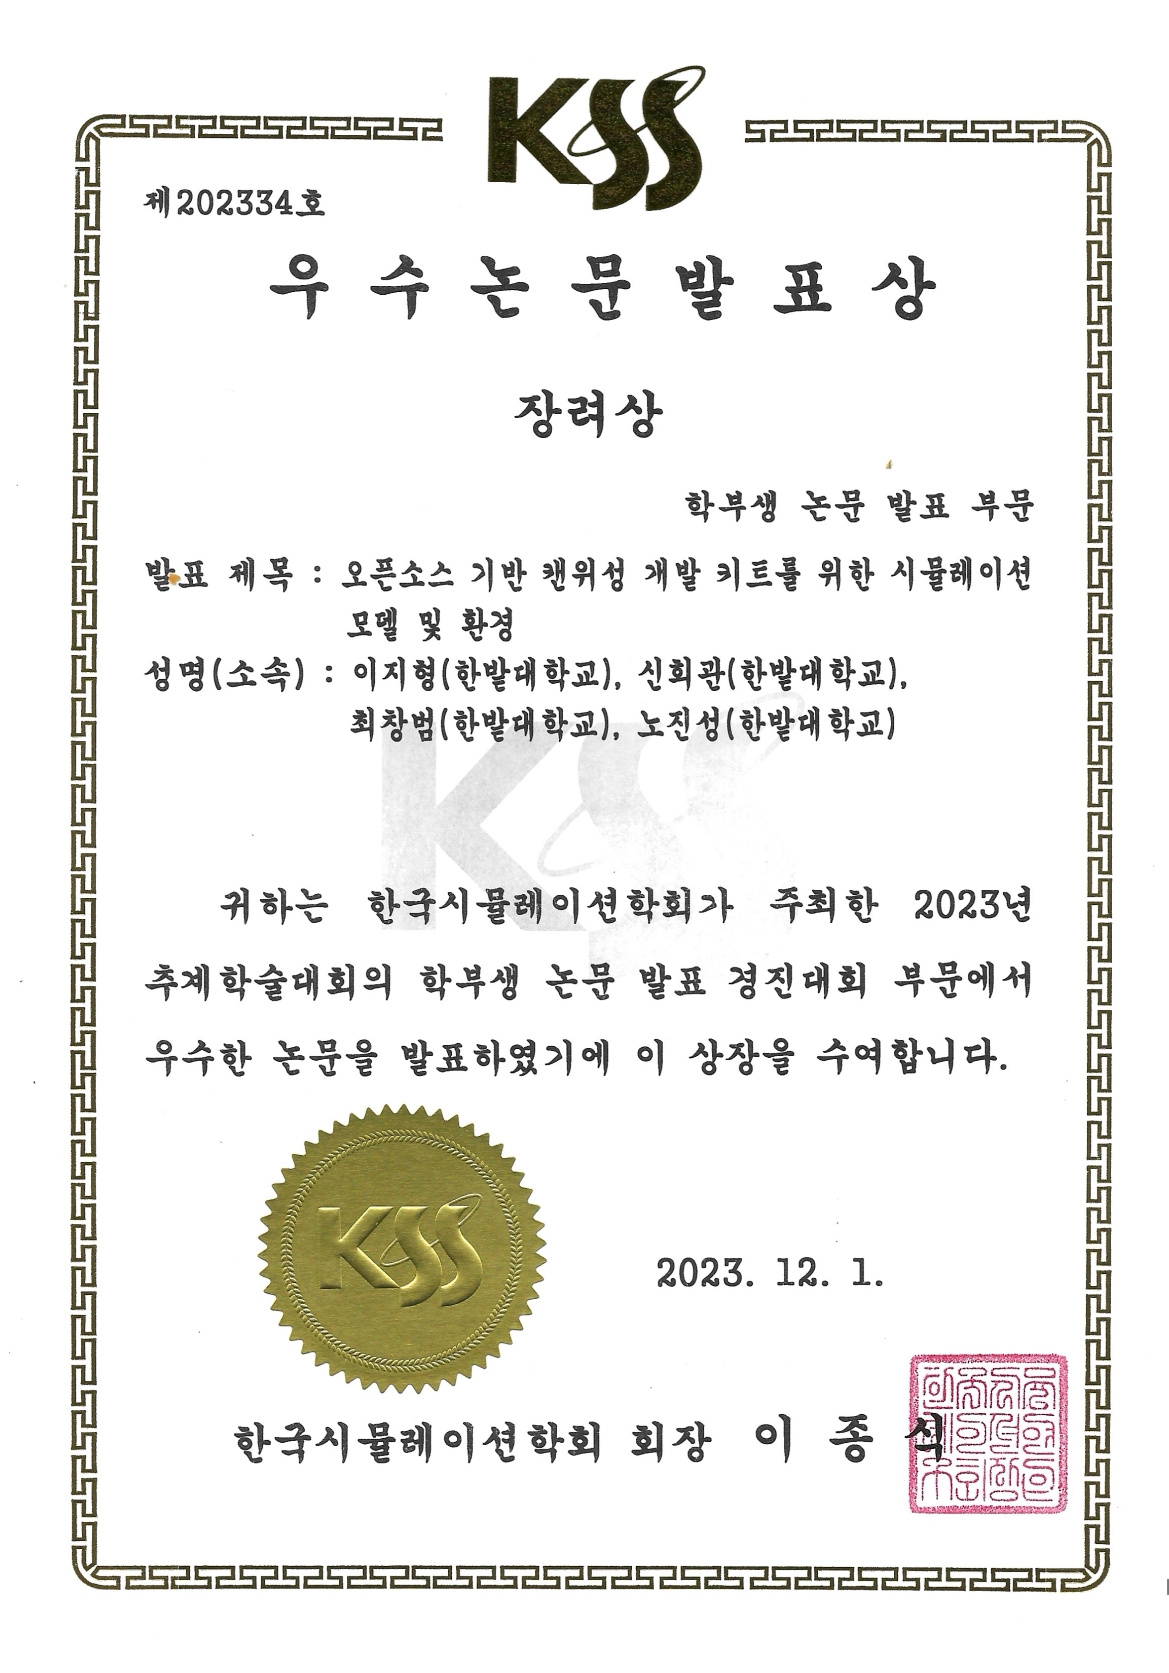 KSS
제202334호
우수논문발표상
장려상
학부생 논문 발표 부문
발표 제목 : 오픈소스 기반 캔위성 개발 키트를 위한 시뮬레이션
모델 및 환경
성명(소속) : 이지형(한밭대학교), 신희관(한밭대학교),
최창범(한밭대학교), 노진성(한밭대학교)
KSS
귀하는 한국시뮬레이션학회가 주최한 2023년
추계학술대회의 학부생 논문 발표 경진대회 부문에서
우수한 논문을 발표하였기에 이 상장을 수여합니다.
KSS
2023. 12. 1.
한국시뮬레이션학회 회장 이 종 식